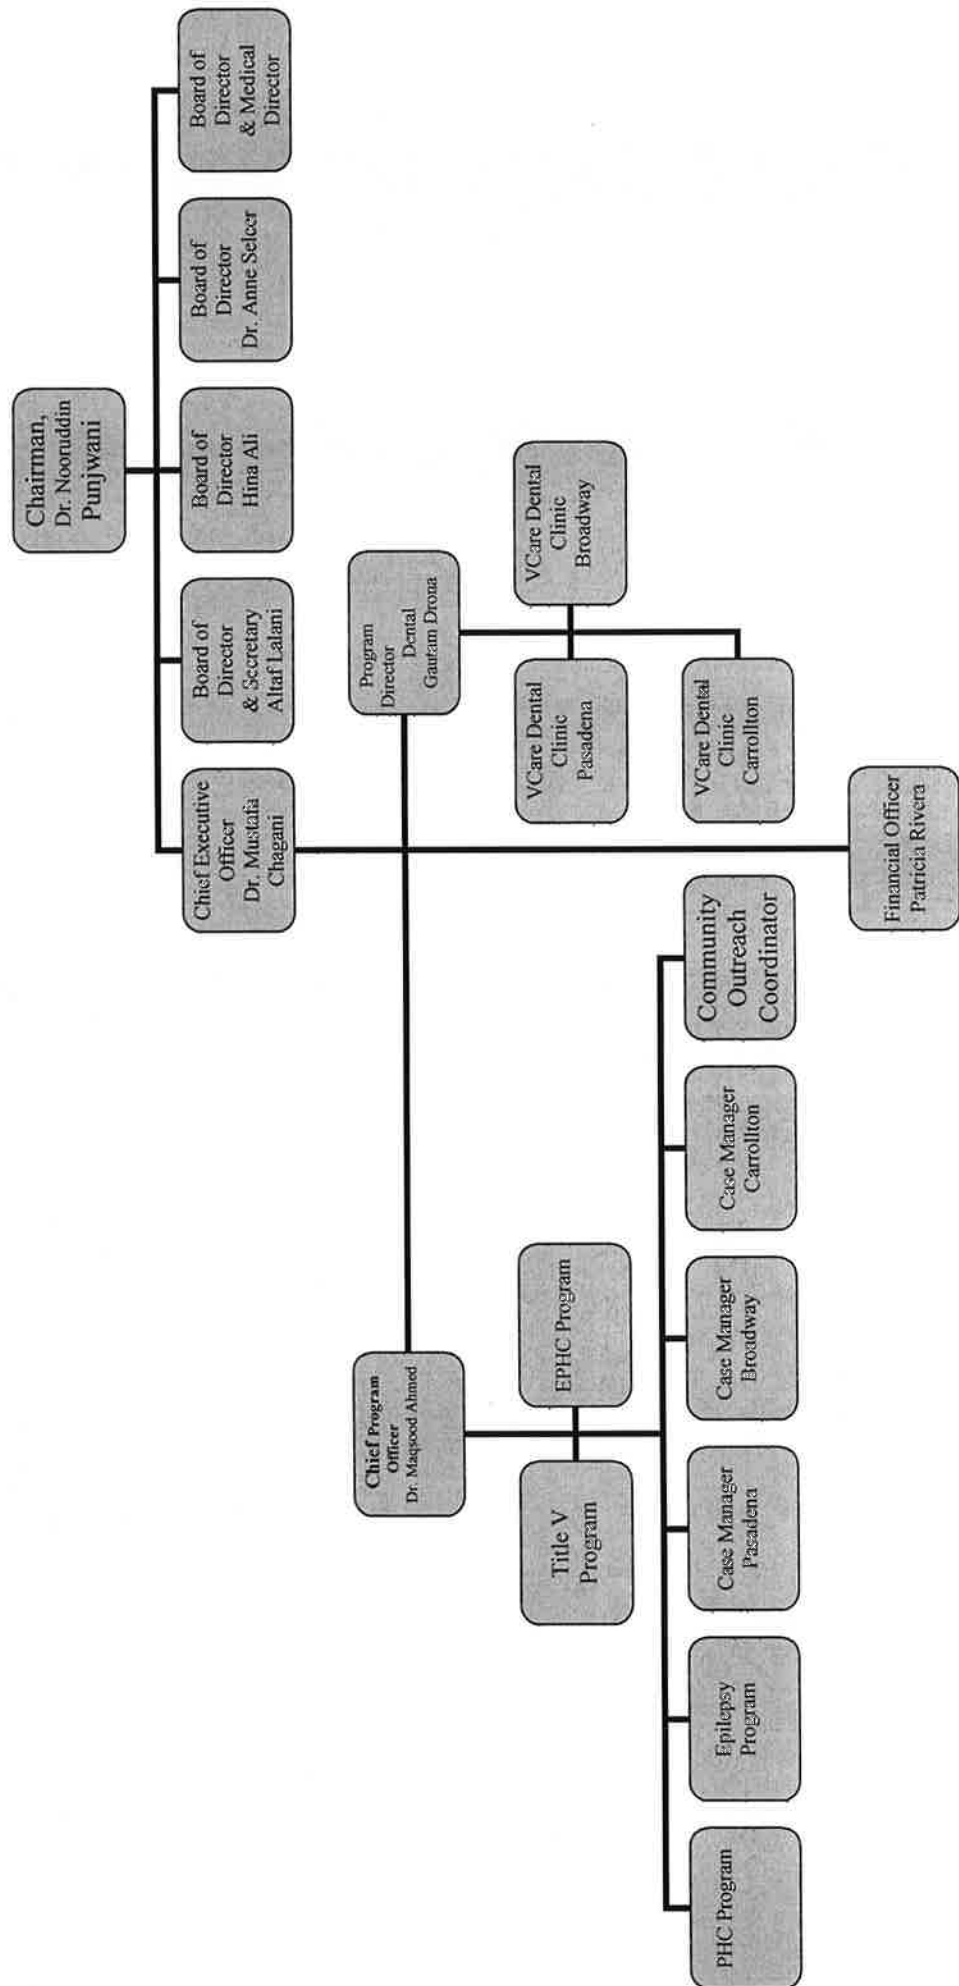 Chairman,
Dr. Nooruddin
Punjwani
Chief Executive
Officer
Dr. Mustafa
Chagani
Board of
Director
& Secretary
Altaf Lalani
Board of
Director
Hina Ali
Board of
Director
Dr. Anne Selcer
Board of
Director
& Medical
Director
Chief Program
Officer
Dr. Maqsood Ahmed
Program
Director
Dental
Gautam Drona
Title V
Program
EPHC Program
VCare Dental
Clinic
Pasadena
VCare Dental
Clinic
Broadway
PHC Program
Epilepsy
Program
Case Manager
Pasadena
Case Manager
Broadway
Case Manager
Carrollton
Community
Outreach
Coordinator
VCare Dental
Clinic
Carrollton
Financial Officer
Patricia Rivera